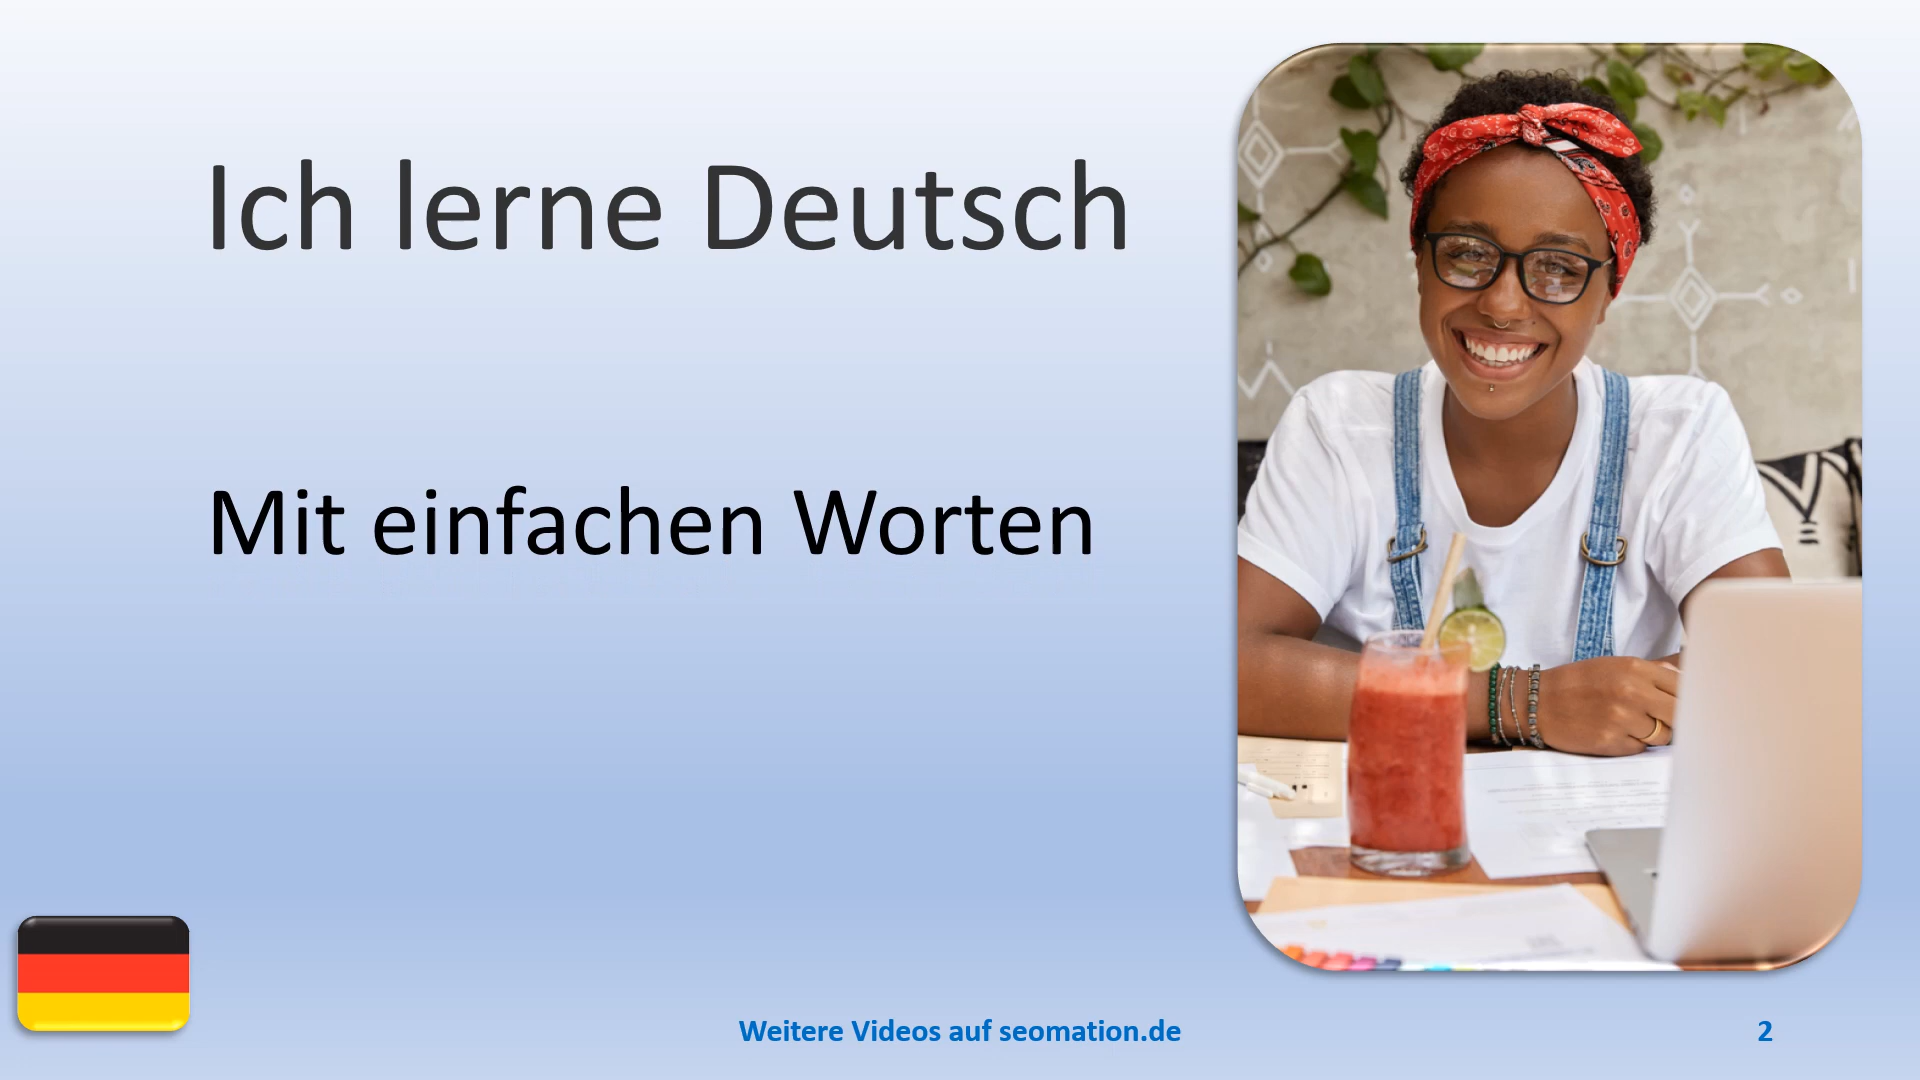 Ich lerne Deutsch
Mit einfachen Worten
Weitere Videos auf seomation.de
2